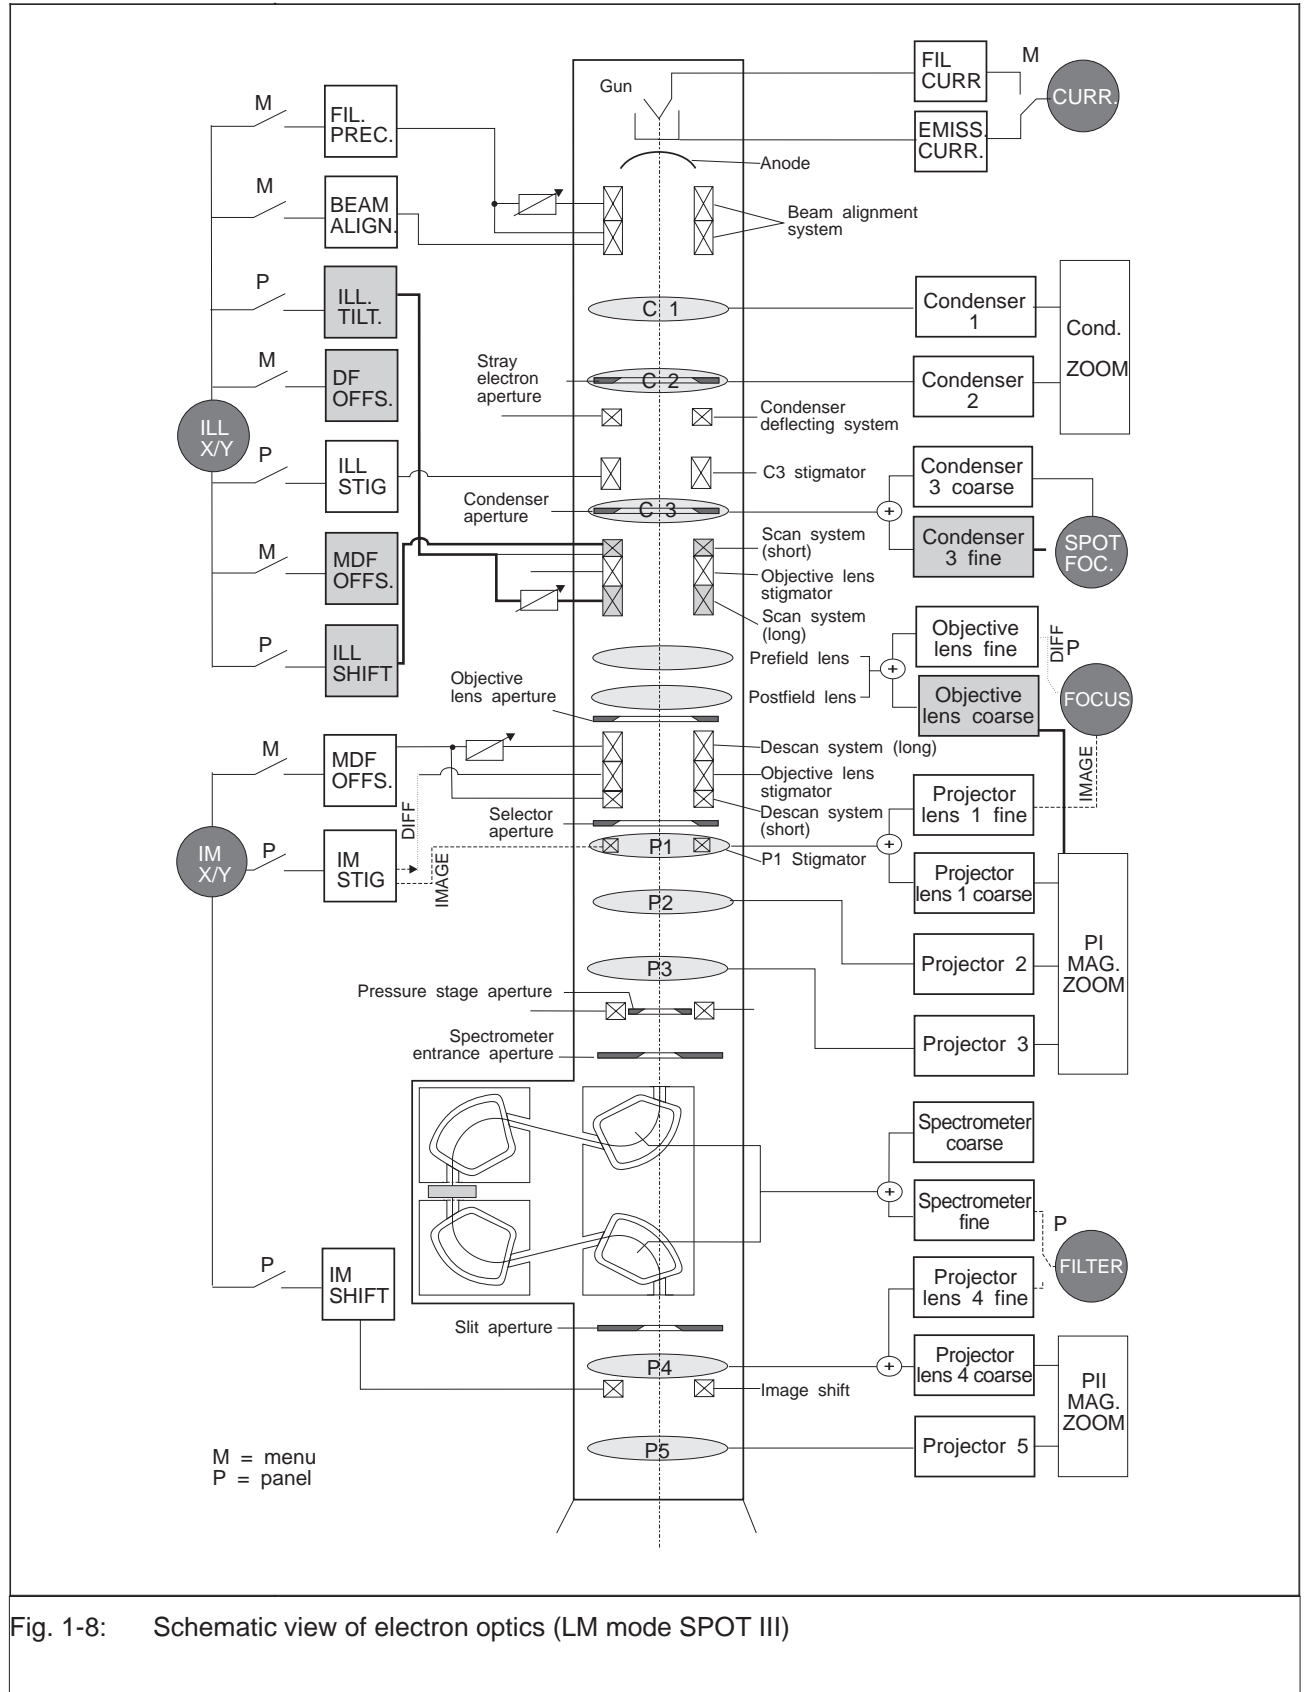 Gun
FIL
CURR
M
CURR.
EMISS.
CURR.
Anode
M
FIL.
PREC.
M
BEAM
ALIGN.
Beam alignment
system
P
ILL.
TILT.
C 1
Condenser
1
Cond.
ZOOM
M
DF
OFFS.
Stray
electron
aperture
C 2
Condenser
2
Condenser
deflecting system
ILL
X/Y
P
ILL
STIG
C3 stigmator
Condenser
3 coarse
Condenser
aperture
C 3
+
Condenser
3 fine
SPOT
FOC.
M
MDF
OFFS.
Scan system
(short)
Objective lens
stigmator
Scan system
(long)
P
ILL
SHIFT
Prefield lens
Postfield lens
+
Objective
lens fine
DIFF
P
FOCUS
Objective
lens coarse
IMAGE
Objective
lens aperture
M
MDF
OFFS.
Descan system (long)
Objective lens
stigmator
Descan system
(short)
Projector
lens 1 fine
DIFF
Selector
aperture
IM
X/Y
P
IM
STIG
IMAGE
P1
P1 Stigmator
+
Projector
lens 1 coarse
PI
MAG.
ZOOM
P2
Projector 2
P3
Projector 3
Pressure stage aperture
Spectrometer
entrance aperture
Spectrometer
coarse
+
Spectrometer
fine
P
FILTER
P
IM
SHIFT
Projector
lens 4 fine
Slit aperture
P4
+
Projector
lens 4 coarse
PII
MAG.
ZOOM
Image shift
P5
Projector 5
M = menu
P = panel
Fig. 1-8: Schematic view of electron optics (LM mode SPOT III)